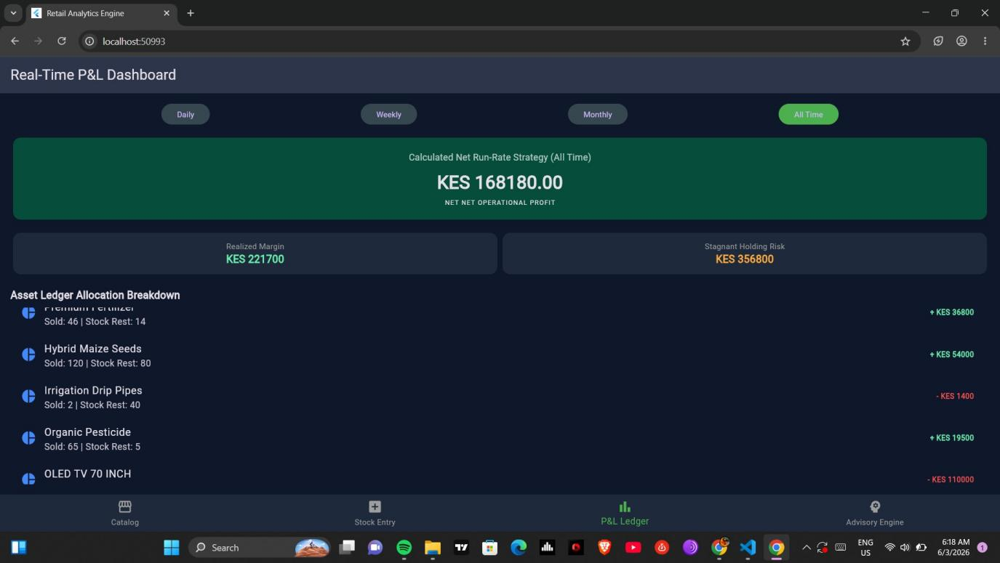 Retail Analytics Engine
localhost:50993
Real-Time P&L Dashboard
Daily
Weekly
Monthly
All Time
Calculated Net Run-Rate Strategy (All Time)
KES 168180.00
NET NET OPERATIONAL PROFIT
Realized Margin
KES 221700
Stagnant Holding Risk
KES 356800
Asset Ledger Allocation Breakdown
Premium Fertilizer
Sold: 46 | Stock Rest: 14
+ KES 36800
Hybrid Maize Seeds
Sold: 120 | Stock Rest: 80
+ KES 54000
Irrigation Drip Pipes
Sold: 2 | Stock Rest: 40
- KES 1400
Organic Pesticide
Sold: 65 | Stock Rest: 5
+ KES 19500
OLED TV 70 INCH
- KES 110000
Catalog
Stock Entry
P&L Ledger
Advisory Engine
Search
ENG
US
6:18 AM
6/3/2026
1